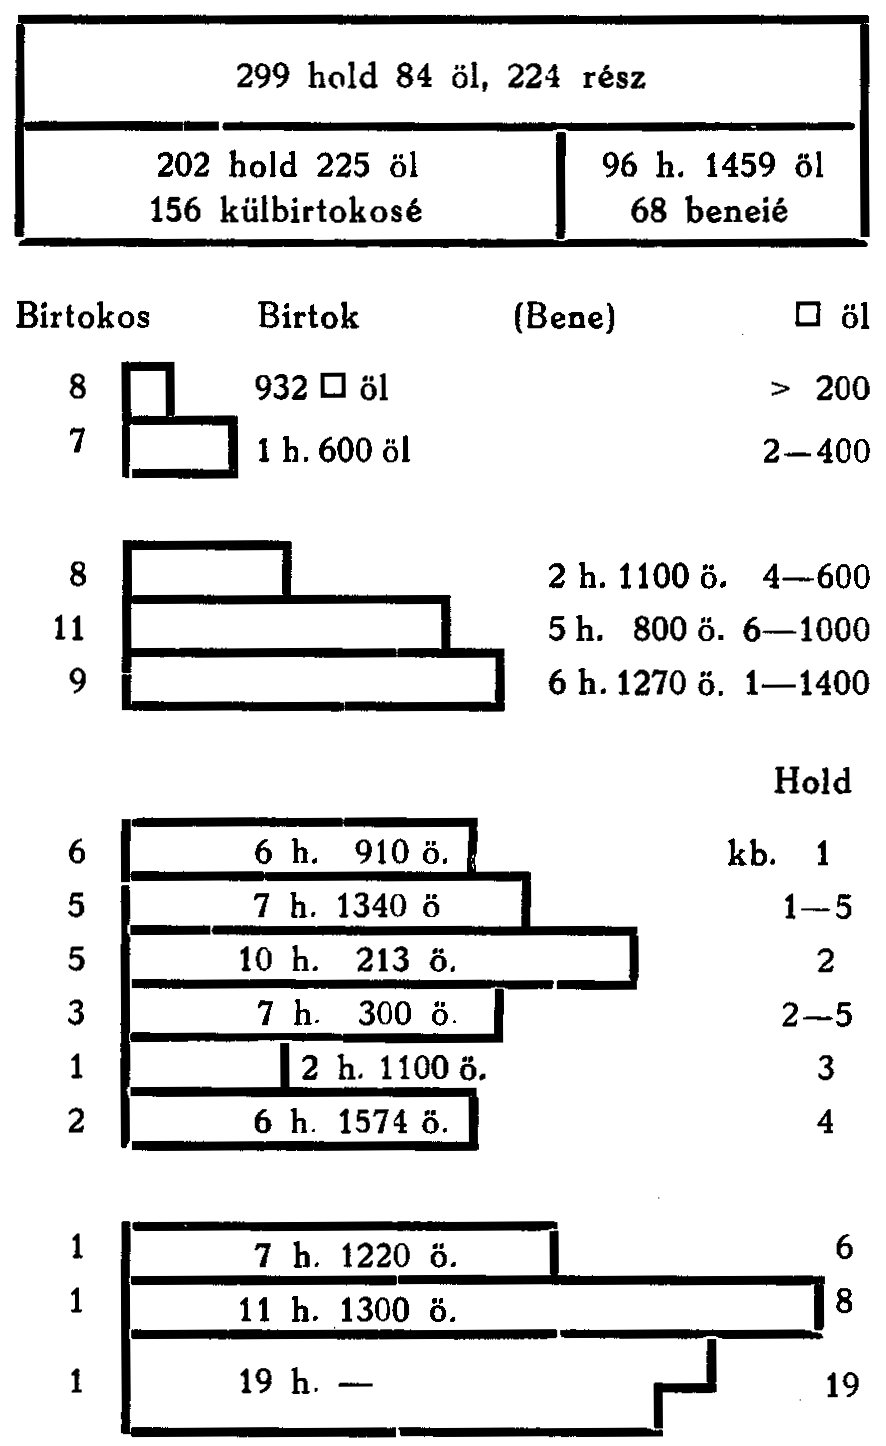 299 hold 84 öl, 224 rész
202 hold 225 öl 96 h. 1459 öl
156 külbirtokosé 68 beneié
Birtokos Birtok (Bene) □ öl
8 932 □ öl > 200
7 1 h. 600 öl 2—400
8 2 h. 1100 ö. 4—600
11 5 h. 800 ö. 6—1000
9 6 h. 1270 ö. 1—1400
Hold
6 6 h. 910 ö. kb. 1
5 7 h. 1340 ö 1—5
5 10 h. 213 ö. 2
3 7 h. 300 ö. 2—5
1 2 h. 1100 ö. 3
2 6 h. 1574 ö. 4
1 7 h. 1220 ö. 6
1 11 h. 1300 ö. 8
1 19 h. — 19